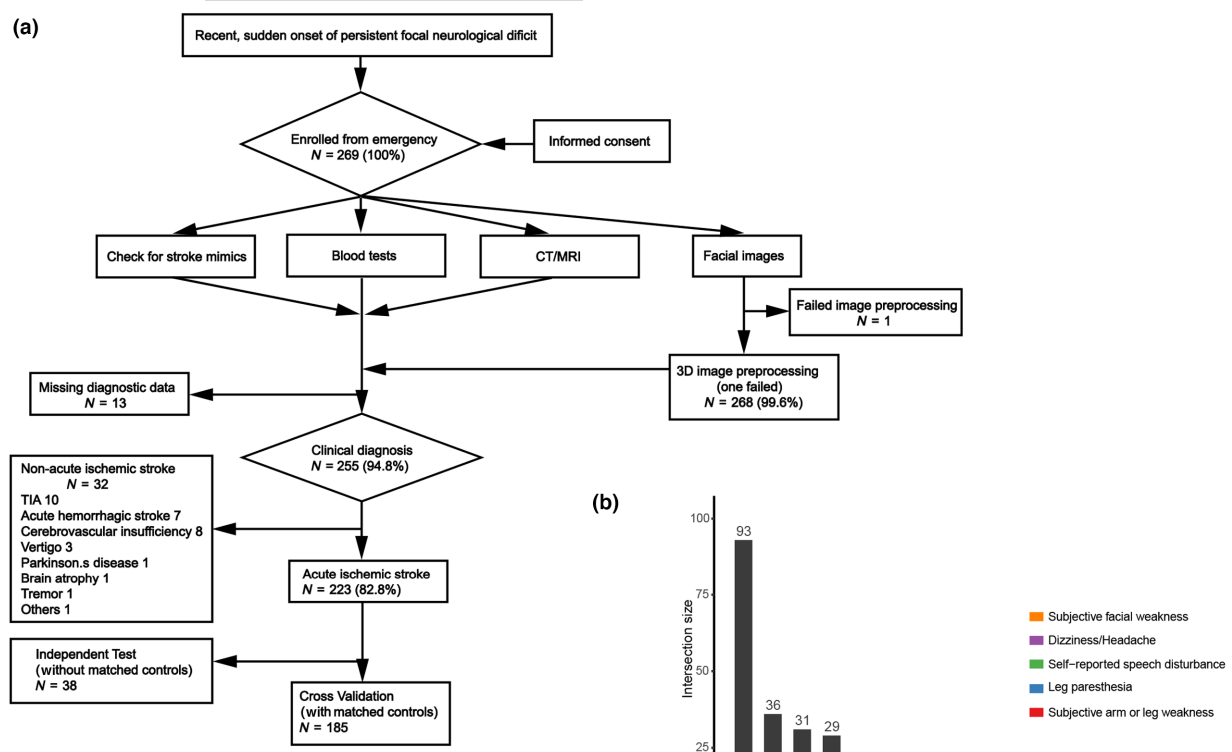 (a)
Recent, sudden onset of persistent focal neurological dificit
Enrolled from emergency
N = 269 (100%)
Informed consent
Check for stroke mimics
Blood tests
CT/MRI
Facial images
Failed image preprocessing
N = 1
3D image preprocessing
(one failed)
N = 268 (99.6%)
Missing diagnostic data
N = 13
Clinical diagnosis
N = 255 (94.8%)
Non-acute ischemic stroke
N = 32
TIA 10
Acute hemorrhagic stroke 7
Cerebrovascular insufficiency 8
Vertigo 3
Parkinson.s disease 1
Brain atrophy 1
Tremor 1
Others 1
Acute ischemic stroke
N = 223 (82.8%)
Independent Test
(without matched controls)
N = 38
Cross Validation
(with matched controls)
N = 185
(b)
Intersection size
100
75
50
25
93
36
31
29
Subjective facial weakness
Dizziness/Headache
Self−reported speech disturbance
Leg paresthesia
Subjective arm or leg weakness